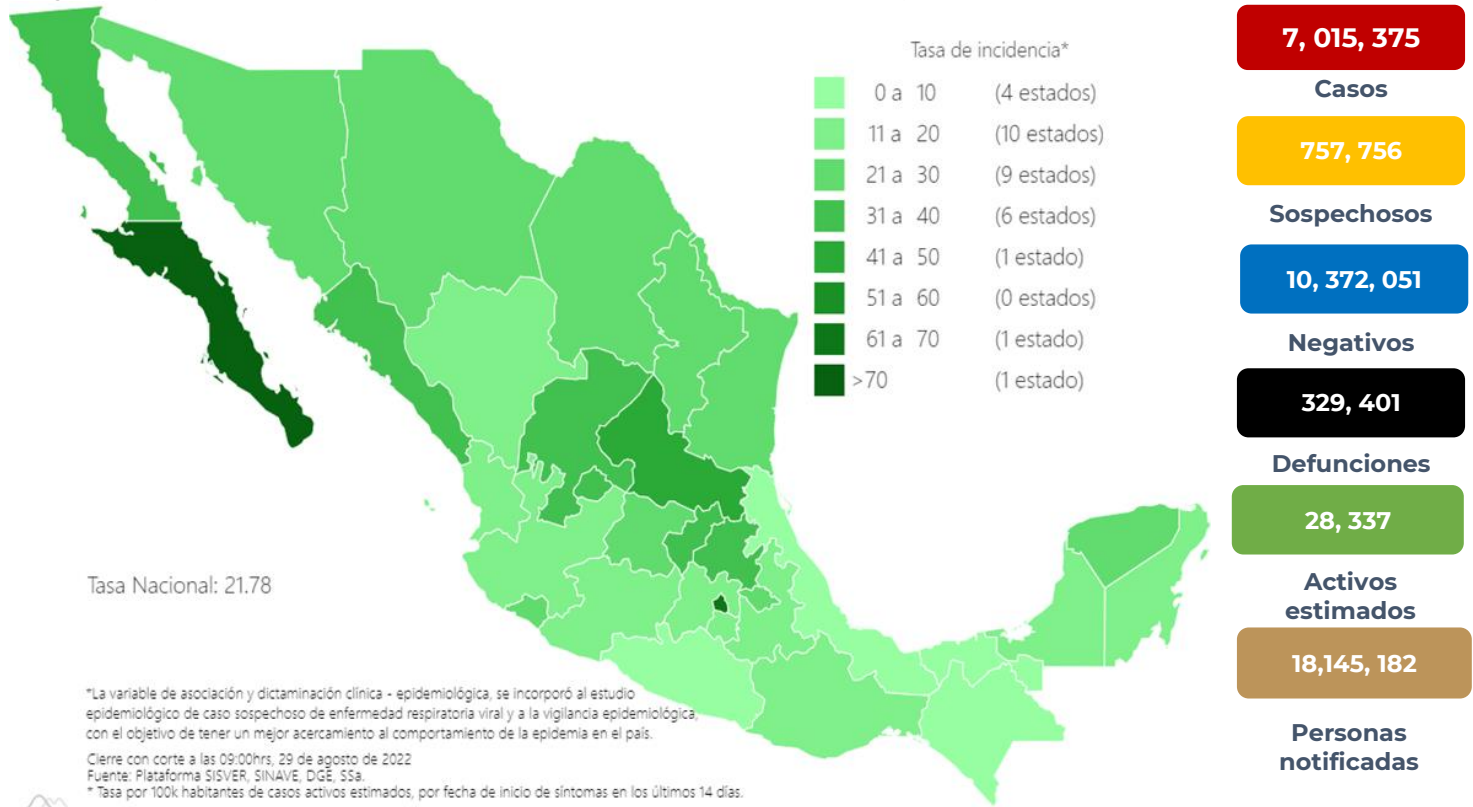 Tasa de incidencia*
0 a 10 (4 estados)
11 a 20 (10 estados)
21 a 30 (9 estados)
31 a 40 (6 estados)
41 a 50 (1 estado)
51 a 60 (0 estados)
61 a 70 (1 estado)
>70 (1 estado)
Tasa Nacional: 21.78
*La variable de asociación y dictaminación clínica - epidemiológica, se incorporó al estudio
epidemiológico de caso sospechoso de enfermedad respiratoria viral y a la vigilancia epidemiológica,
con el objetivo de tener un mejor acercamiento al comportamiento de la epidemia en el país.
Cierre con corte a las 09:00hrs, 29 de agosto de 2022
Fuente: Plataforma SISVER, SINAVE, DGE, SSa.
* Tasa por 100k habitantes de casos activos estimados, por fecha de inicio de síntomas en los últimos 14 días.
7, 015, 375
Casos
757, 756
Sospechosos
10, 372, 051
Negativos
329, 401
Defunciones
28, 337
Activos
estimados
18,145, 182
Personas
notificadas